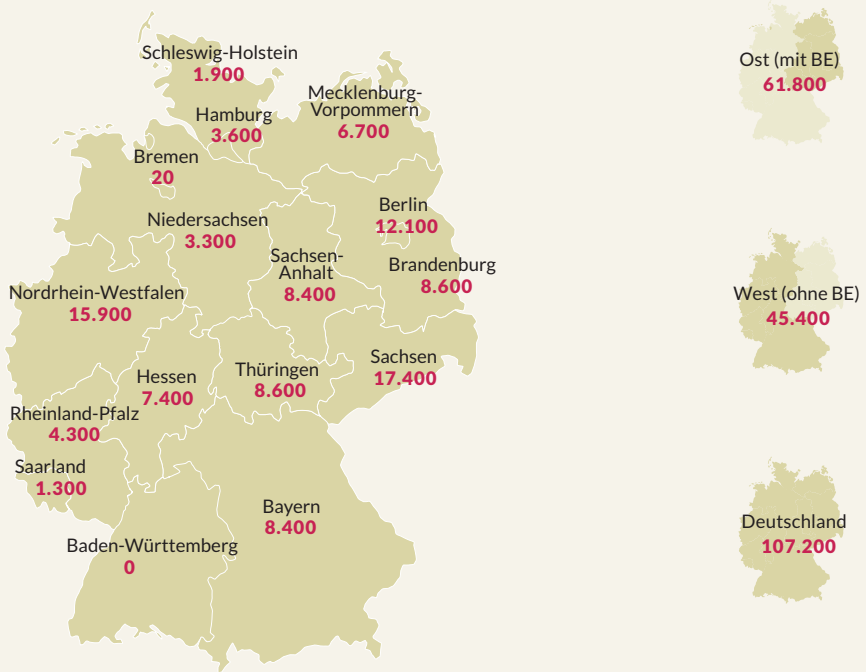 Schleswig-Holstein
1.900
Hamburg
3.600
Mecklenburg-
Vorpommern
6.700
Bremen
20
Niedersachsen
3.300
Berlin
12.100
Sachsen-
Anhalt
8.400
Brandenburg
8.600
Nordrhein-Westfalen
15.900
Hessen
7.400
Thüringen
8.600
Sachsen
17.400
Rheinland-Pfalz
4.300
Saarland
1.300
Bayern
8.400
Baden-Württemberg
0
Ost (mit BE)
61.800
West (ohne BE)
45.400
Deutschland
107.200